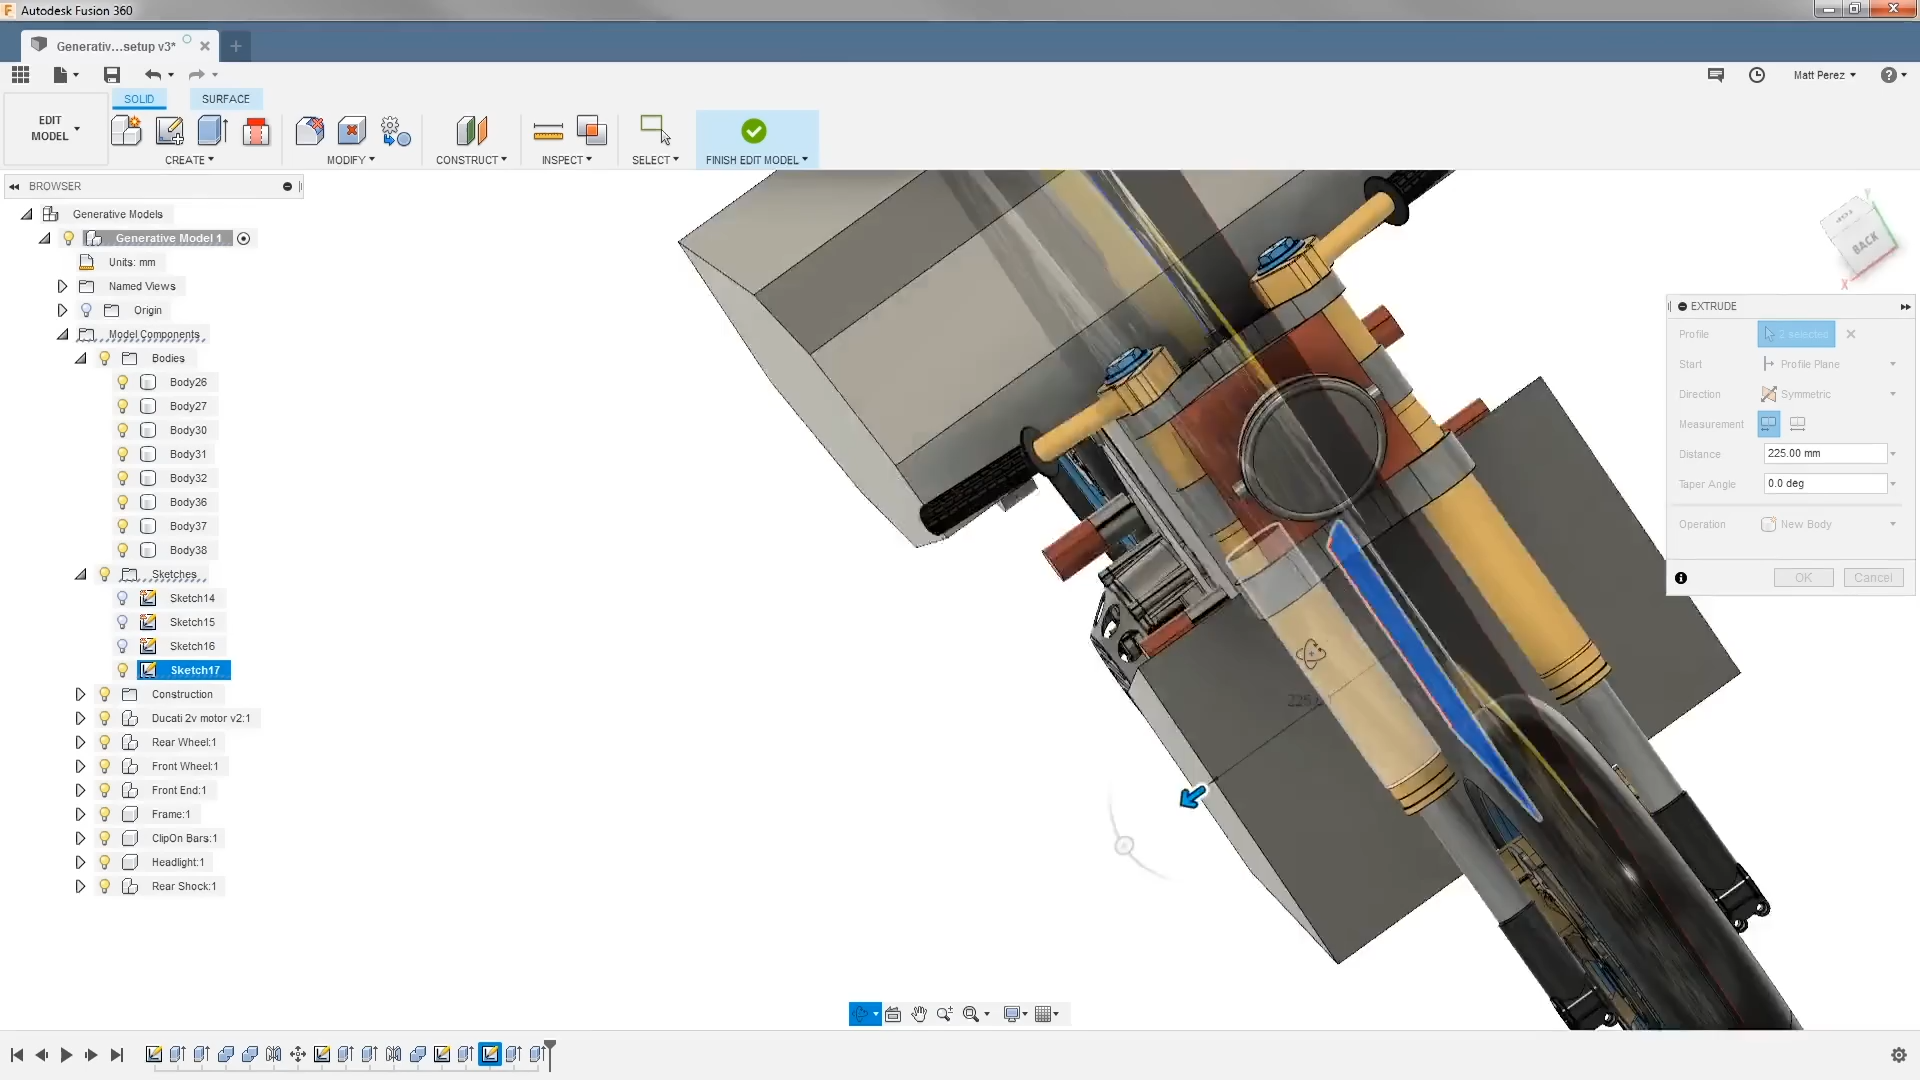 Autodesk Fusion 360
Generativ...setup v3*
Matt Perez
SOLID
SURFACE
EDIT
MODEL
CREATE
MODIFY
CONSTRUCT
INSPECT
SELECT
FINISH EDIT MODEL
BROWSER
Generative Models
Generative Model 1
Units: mm
Named Views
Origin
Model Components
Bodies
Body26
Body27
Body30
Body31
Body32
Body36
Body37
Body38
Sketches
Sketch14
Sketch15
Sketch16
Sketch17
Construction
Ducati 2v motor v2:1
Rear Wheel:1
Front Wheel:1
Front End:1
Frame:1
ClipOn Bars:1
Headlight:1
Rear Shock:1
BACK
X
EXTRUDE
Profile
2 selected
Start
Profile Plane
Direction
Symmetric
Measurement
Distance
225.00 mm
Taper Angle
0.0 deg
Operation
New Body
OK
Cancel